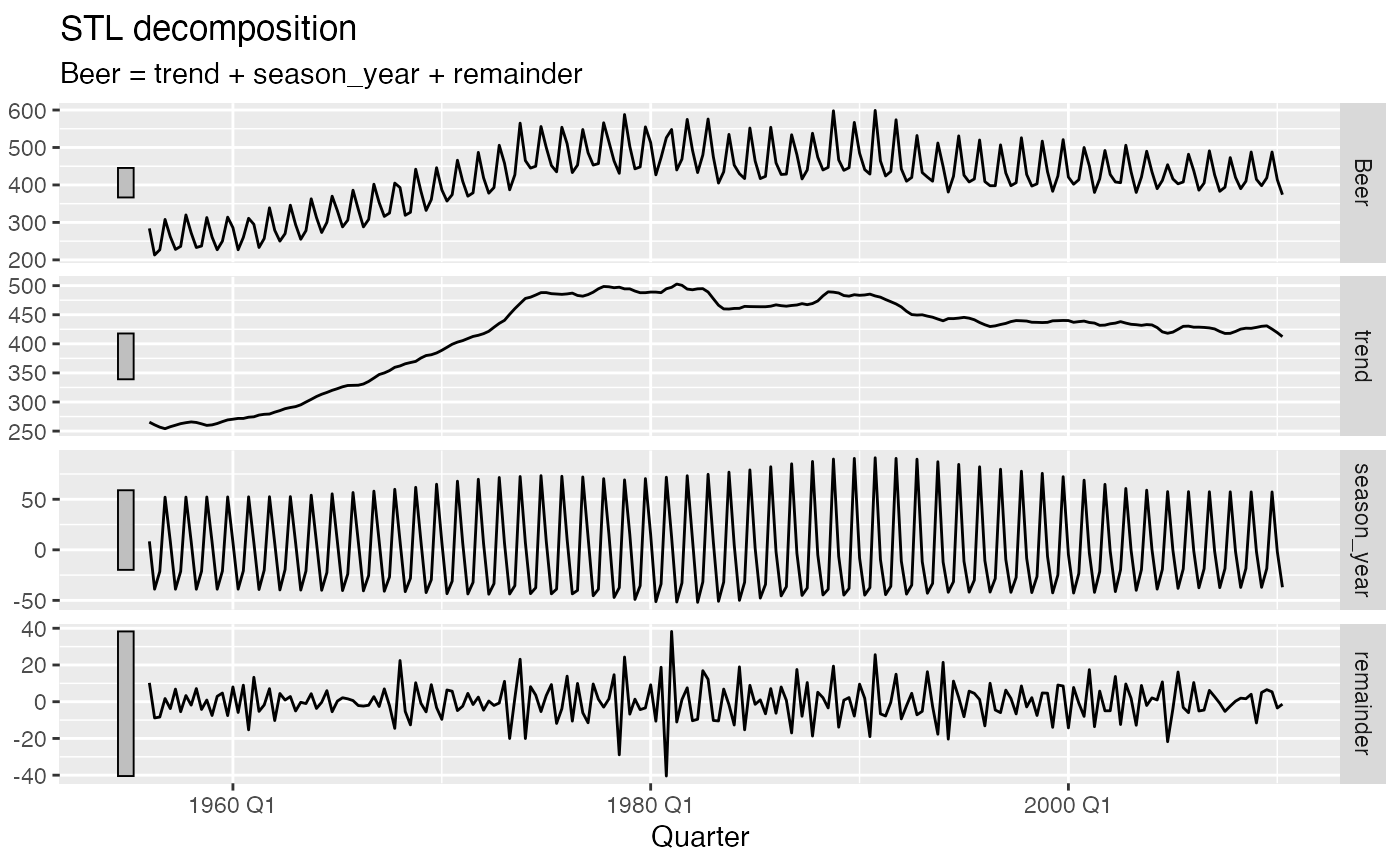 STL decomposition
Beer = trend + season_year + remainder
600
500
400
300
200
Beer
500
450
400
350
300
250
trend
50
0
-50
season_year
40
20
0
-20
-40
remainder
1960 Q1
1980 Q1
2000 Q1
Quarter